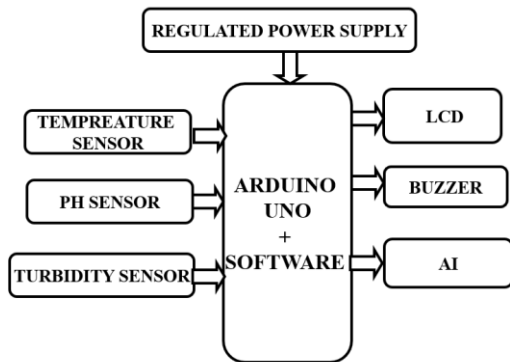 REGULATED POWER SUPPLY
TEMPREATURE
SENSOR
PH SENSOR
TURBIDITY SENSOR
ARDUINO
UNO
+
SOFTWARE
LCD
BUZZER
AI